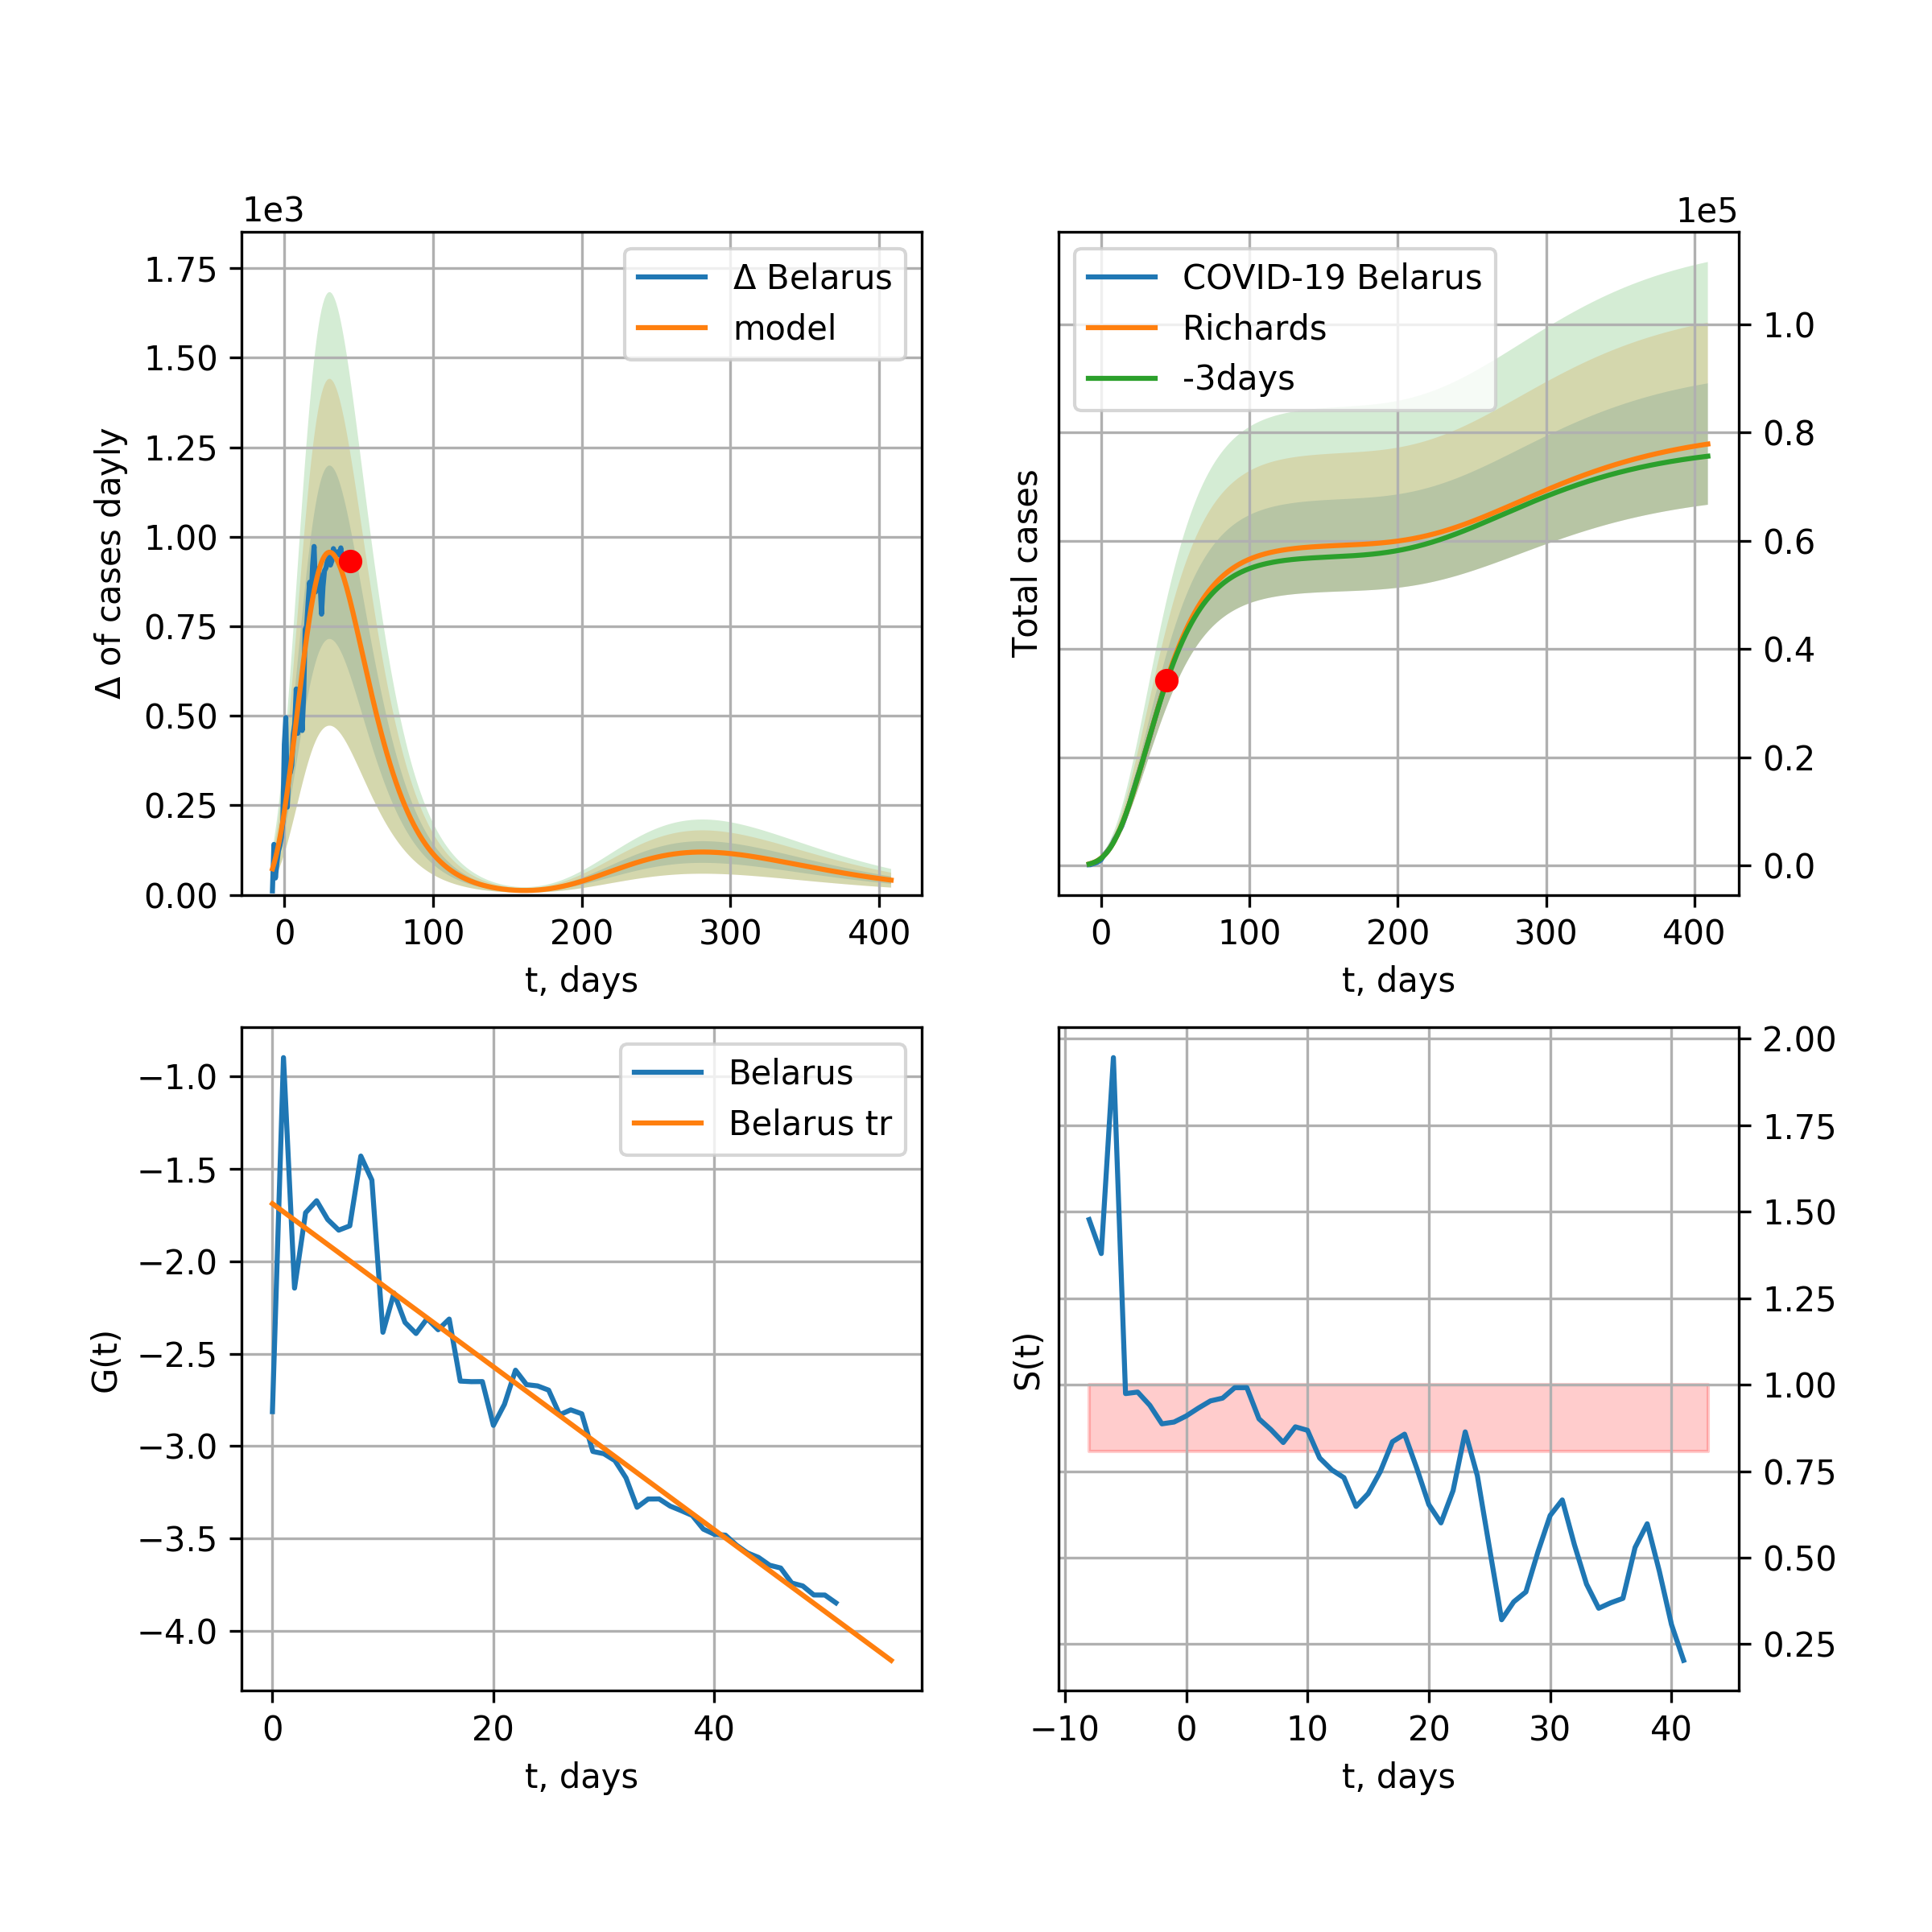 1e3
Δ of cases dayly
1.75
1.50
1.25
1.00
0.75
0.50
0.25
0.00
Δ Belarus
model
0 100 200 300 400
t, days
1e5
Total cases
COVID-19 Belarus
Richards
-3days
1.0
0.8
0.6
0.4
0.2
0.0
0 100 200 300 400
t, days
G(t)
−1.0
−1.5
−2.0
−2.5
−3.0
−3.5
−4.0
Belarus
Belarus tr
0 20 40
t, days
S(t)
2.00
1.75
1.50
1.25
1.00
0.75
0.50
0.25
−10 0 10 20 30 40
t, days